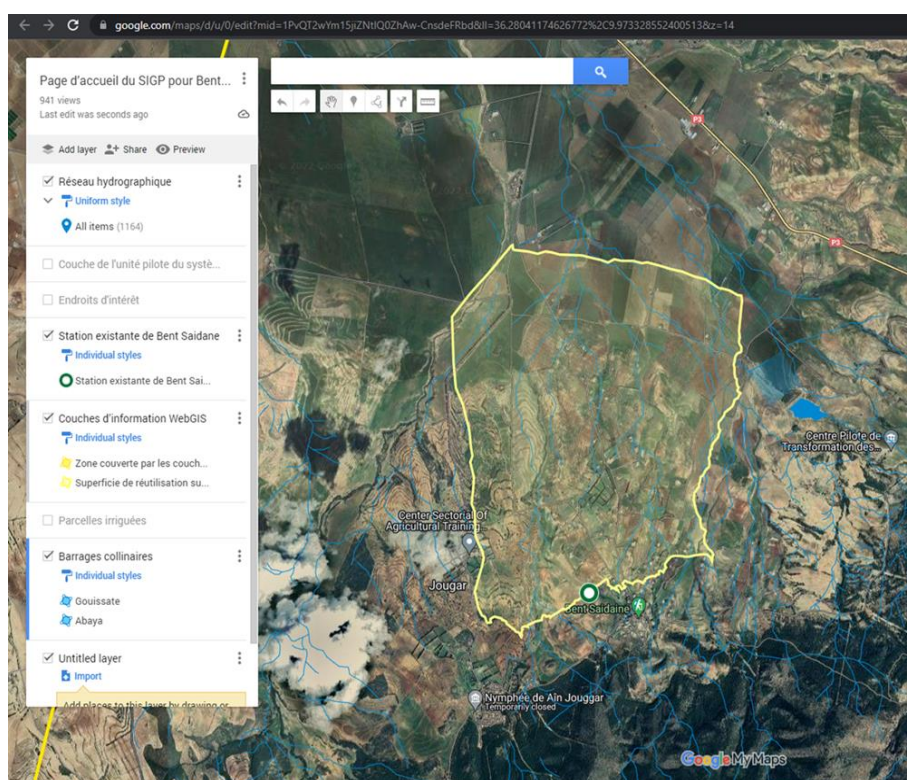 google.com/maps/d/u/0/edit?mid=1PvQT2wYm15jiZNtlQ0ZhAw-CnsdeFRbd&ll=36.28041174626772%2C9.973328552400513&z=14
Page d'accueil du SIGP pour Bent...
941 views
Last edit was seconds ago
Add layer
Share
Preview
Réseau hydrographique
Uniform style
All items (1164)
Couche de l'unité pilote du systè...
Endroits d'intérêt
Station existante de Bent Saidane
Individual styles
Station existante de Bent Sai...
Couches d'information WebGIS
Individual styles
Zone couverte par les couch...
Superficie de réutilisation su...
Parcelles irriguées
Barrages collinaires
Individual styles
Gouissate
Abaya
Untitled layer
Import
Add places to this layer by drawing or
P3
P3
Centre Pilote de
Transformation des...
Center Sectorial Of
Agricultural Training...
Jougar
Bent Saidaine
Nymphée de Aïn Jouggar
Temporarily closed
Google My Maps